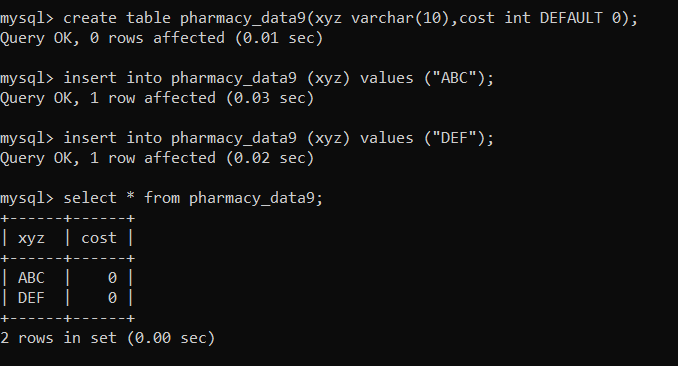 mysql> create table pharmacy_data9(xyz varchar(10),cost int DEFAULT 0);
Query OK, 0 rows affected (0.01 sec)
mysql> insert into pharmacy_data9 (xyz) values ("ABC");
Query OK, 1 row affected (0.03 sec)
mysql> insert into pharmacy_data9 (xyz) values ("DEF");
Query OK, 1 row affected (0.02 sec)
mysql> select * from pharmacy_data9;
+------+------+
| xyz  | cost |
+------+------+
| ABC  |    0 |
| DEF  |    0 |
+------+------+
2 rows in set (0.00 sec)